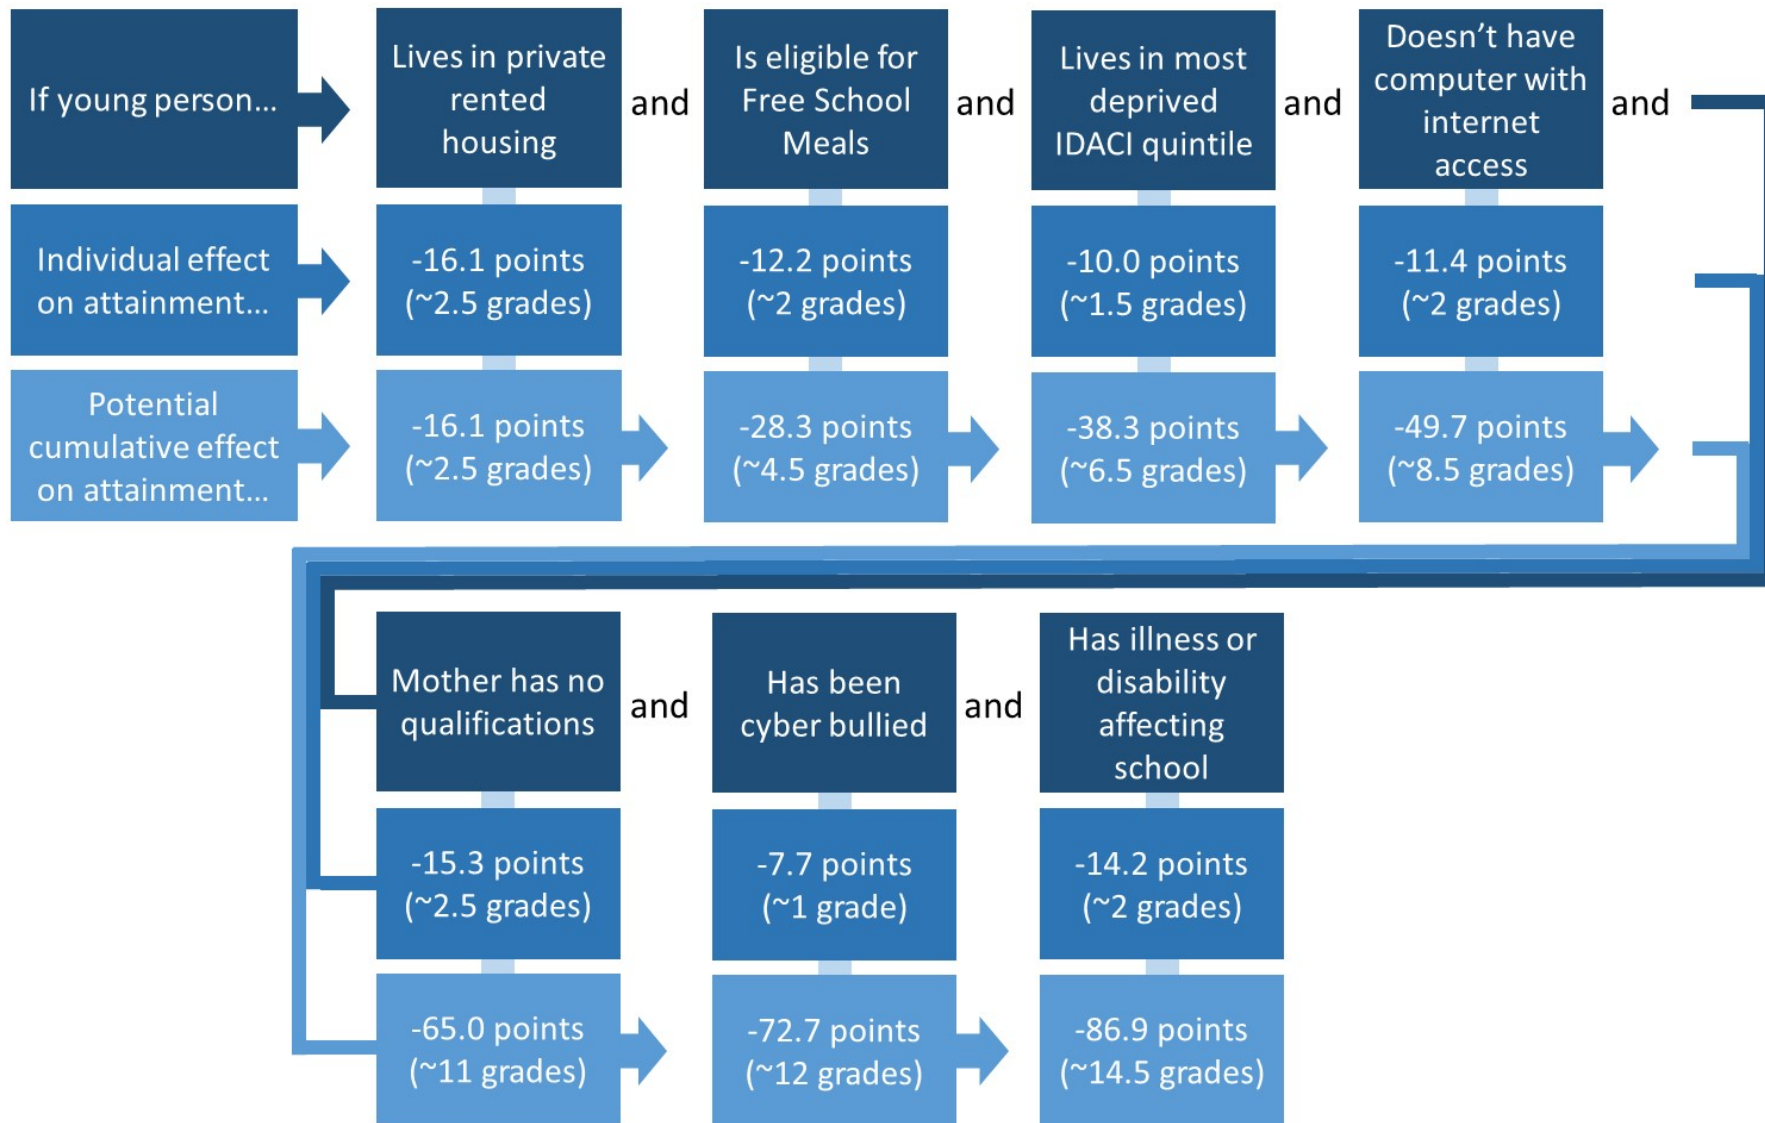 If young person...
Lives in private
rented
housing
and
Is eligible for
Free School
Meals
and
Lives in most
deprived
IDACI quintile
and
Doesn’t have
computer with
internet
access
and
Individual effect
on attainment...
-16.1 points
(~2.5 grades)
-12.2 points
(~2 grades)
-10.0 points
(~1.5 grades)
-11.4 points
(~2 grades)
Potential
cumulative effect
on attainment...
-16.1 points
(~2.5 grades)
-28.3 points
(~4.5 grades)
-38.3 points
(~6.5 grades)
-49.7 points
(~8.5 grades)
Mother has no
qualifications
and
Has been
cyber bullied
and
Has illness or
disability
affecting
school
-15.3 points
(~2.5 grades)
-7.7 points
(~1 grade)
-14.2 points
(~2 grades)
-65.0 points
(~11 grades)
-72.7 points
(~12 grades)
-86.9 points
(~14.5 grades)